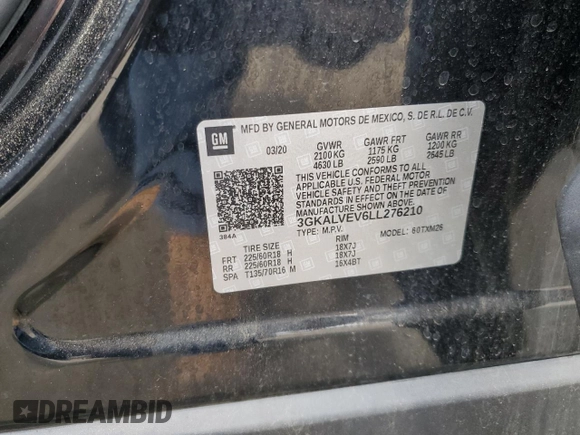 GM
MFD BY GENERAL MOTORS DE MEXICO, S. DE R.L. DE C.V.
03/20 GVWR GAWR FRT GAWR RR
2100 KG 1175 KG 1200 KG
4630 LB 2590 LB 2645 LB
THIS VEHICLE CONFORMS TO ALL
APPLICABLE U.S. FEDERAL MOTOR
VEHICLE SAFETY AND THEFT PREVENTION
STANDARDS IN EFFECT ON THE DATE OF
MANUFACTURE SHOWN ABOVE.
3GKALVEV6LL276210
384A
TYPE: M.P.V. MODEL: 60TXM26
TIRE SIZE RIM
FRT 225/60R18 H 18X7J
RR 225/60R18 H 18X7J
SPA T135/70R16 M 16X4BT
DREAMBID